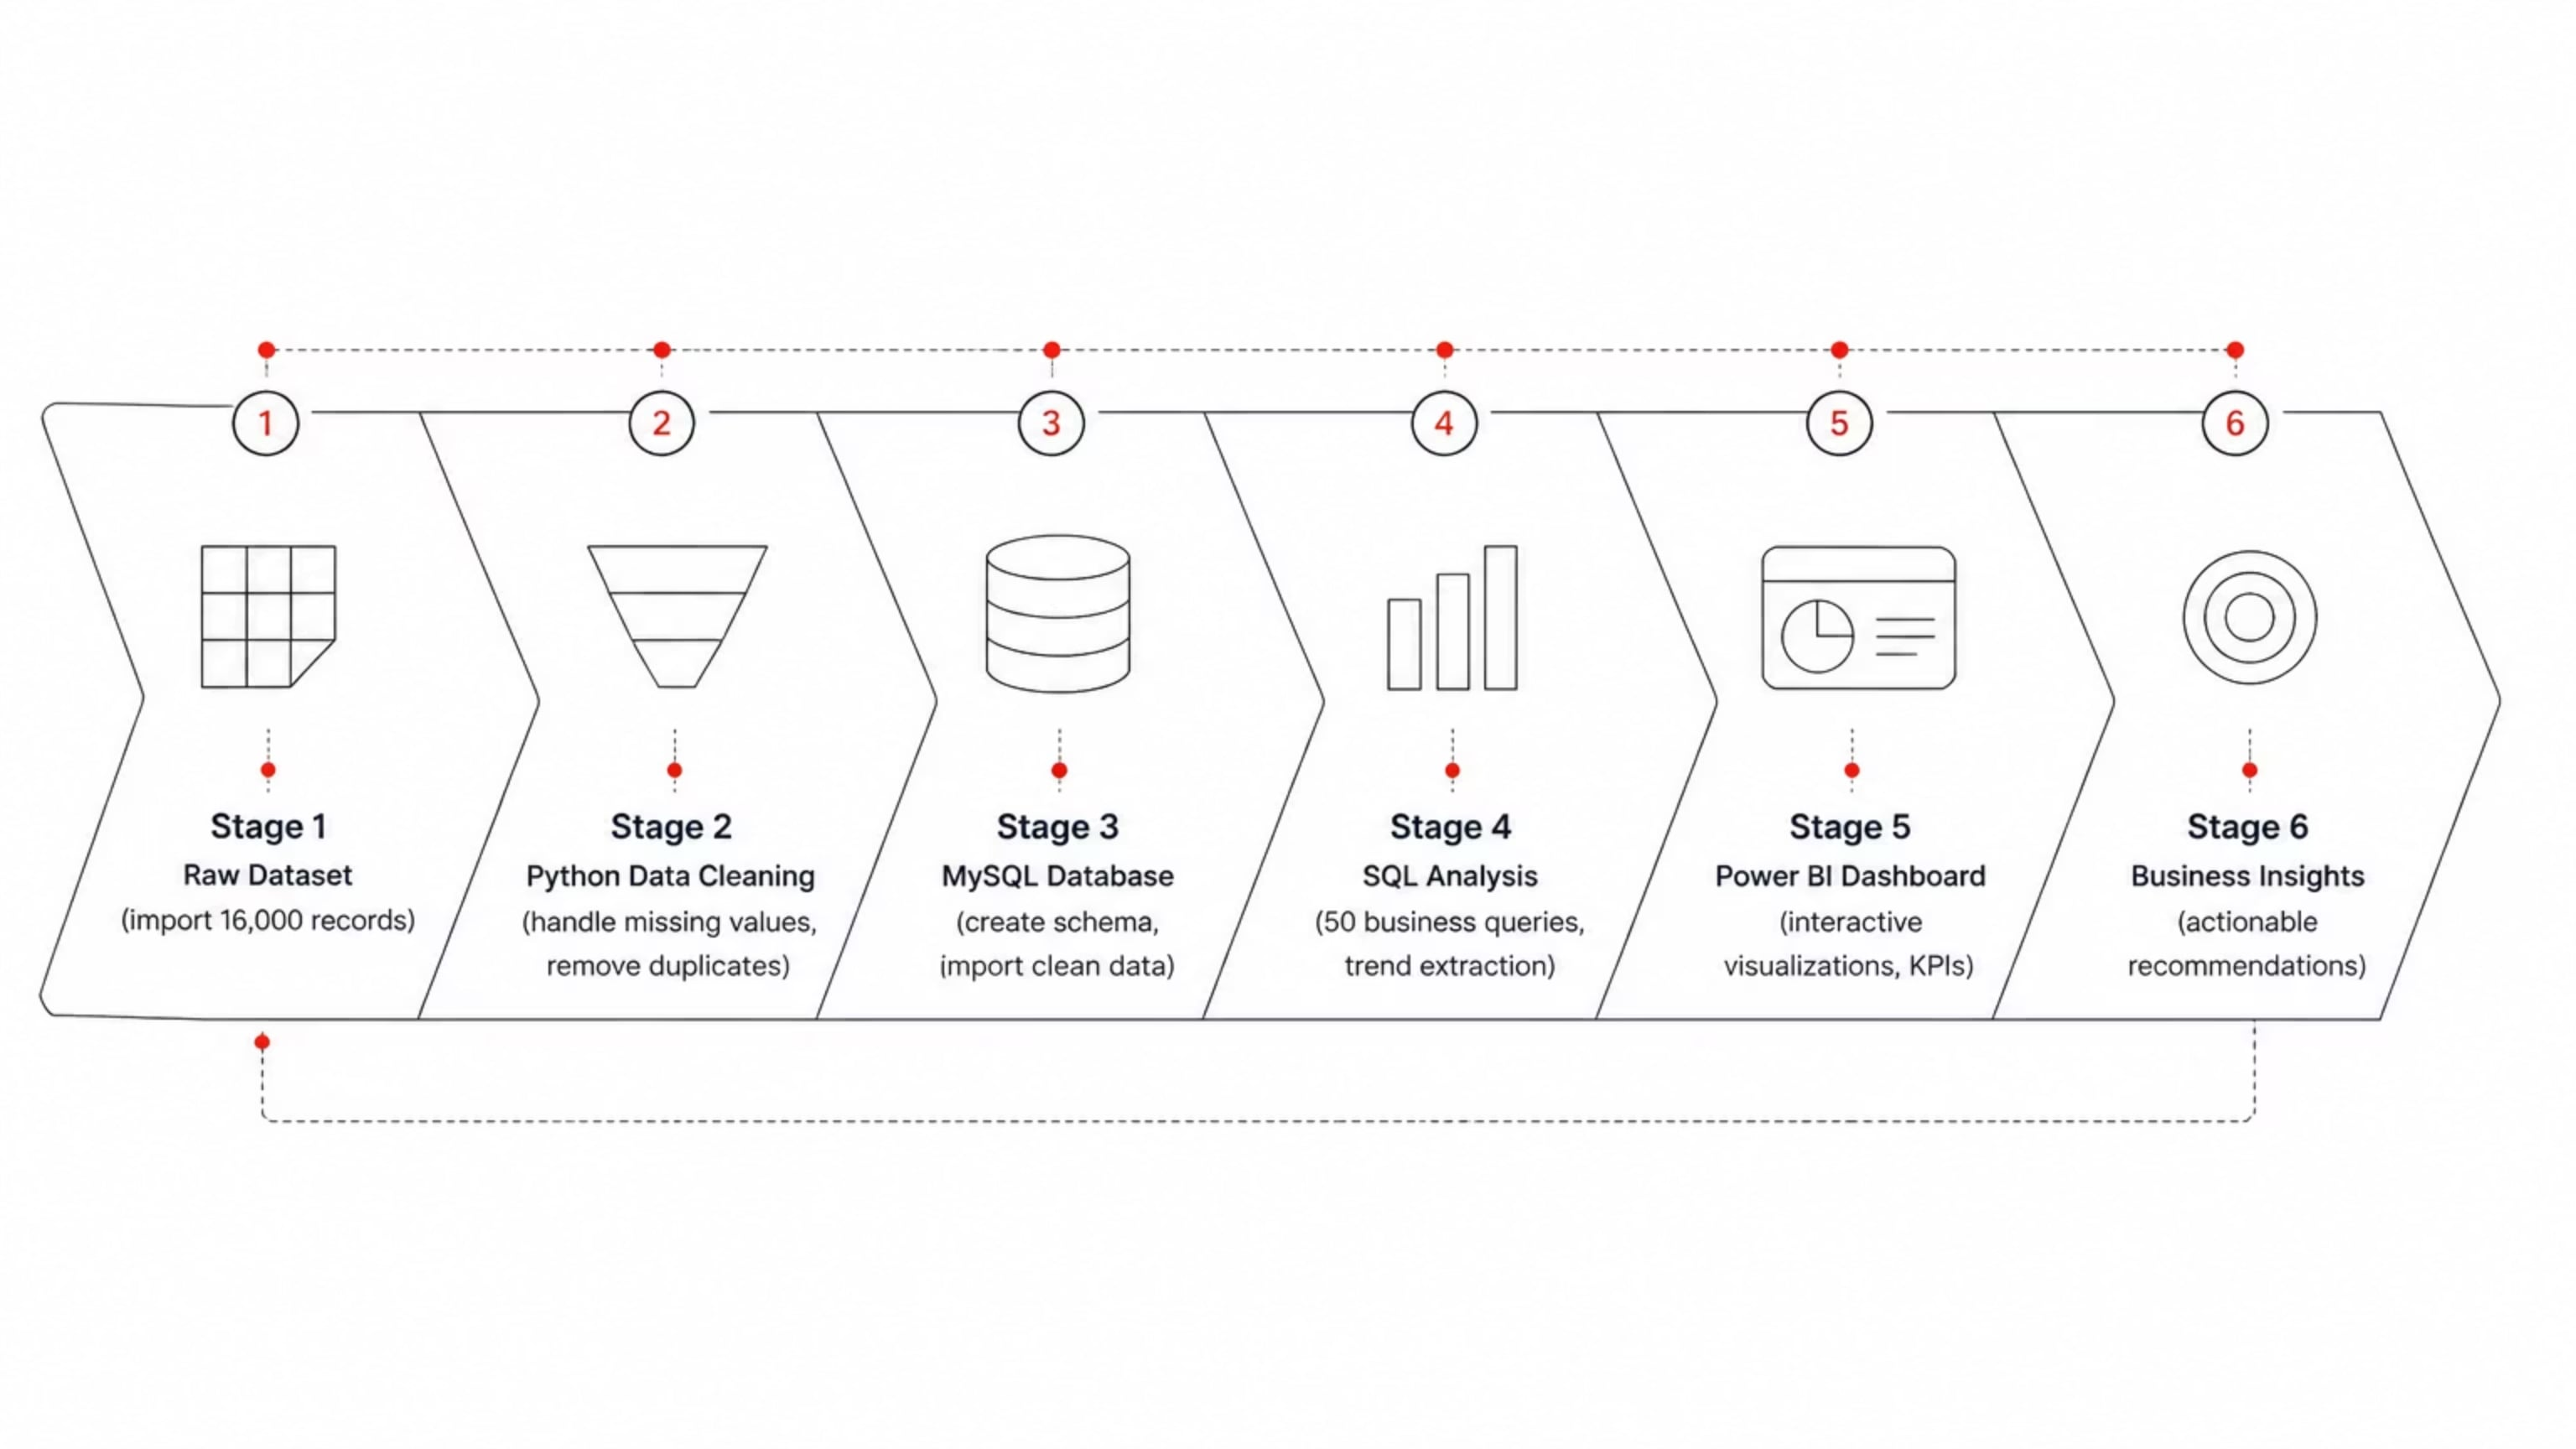 1
2
3
4
5
6
Stage 1
Raw Dataset
(import 16,000 records)
Stage 2
Python Data Cleaning
(handle missing values,
remove duplicates)
Stage 3
MySQL Database
(create schema,
import clean data)
Stage 4
SQL Analysis
(50 business queries,
trend extraction)
Stage 5
Power BI Dashboard
(interactive
visualizations, KPIs)
Stage 6
Business Insights
(actionable
recommendations)